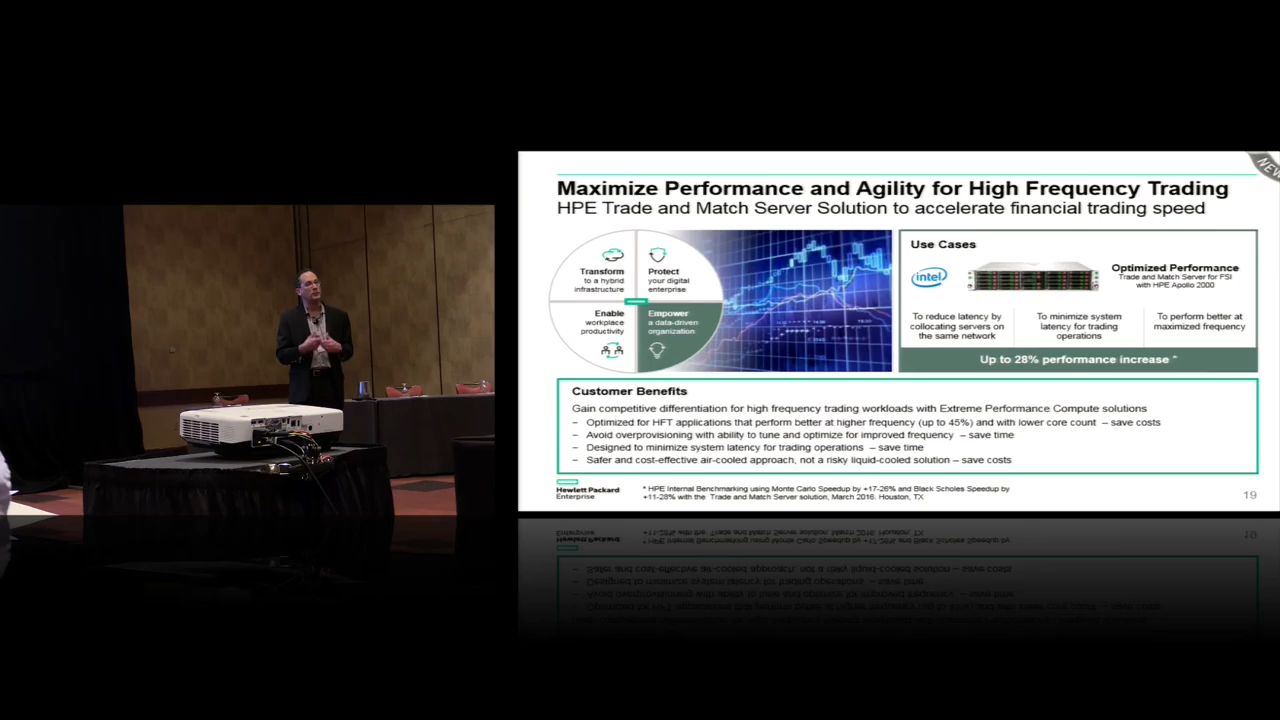 NEW
Maximize Performance and Agility for High Frequency Trading
HPE Trade and Match Server Solution to accelerate financial trading speed
Transform
to a hybrid
infrastructure
Protect
your digital
enterprise
Enable
workplace
productivity
Empower
a data-driven
organization
Use Cases
intel
Optimized Performance
Trade and Match Server for FSI
with HPE Apollo 2000
To reduce latency by
collocating servers on
the same network
To minimize system
latency for trading
operations
To perform better at
maximized frequency
Up to 28% performance increase *
Customer Benefits
Gain competitive differentiation for high frequency trading workloads with Extreme Performance Compute solutions
– Optimized for HFT applications that perform better at higher frequency (up to 45%) and with lower core count – save costs
– Avoid overprovisioning with ability to tune and optimize for improved frequency – save time
– Designed to minimize system latency for trading operations – save time
– Safer and cost-effective air-cooled approach, not a risky liquid-cooled solution – save costs
Hewlett Packard
Enterprise
* HPE Internal Benchmarking using Monte Carlo Speedup by +17-26% and Black Scholes Speedup by
+11-28% with the Trade and Match Server solution, March 2016. Houston, TX
19